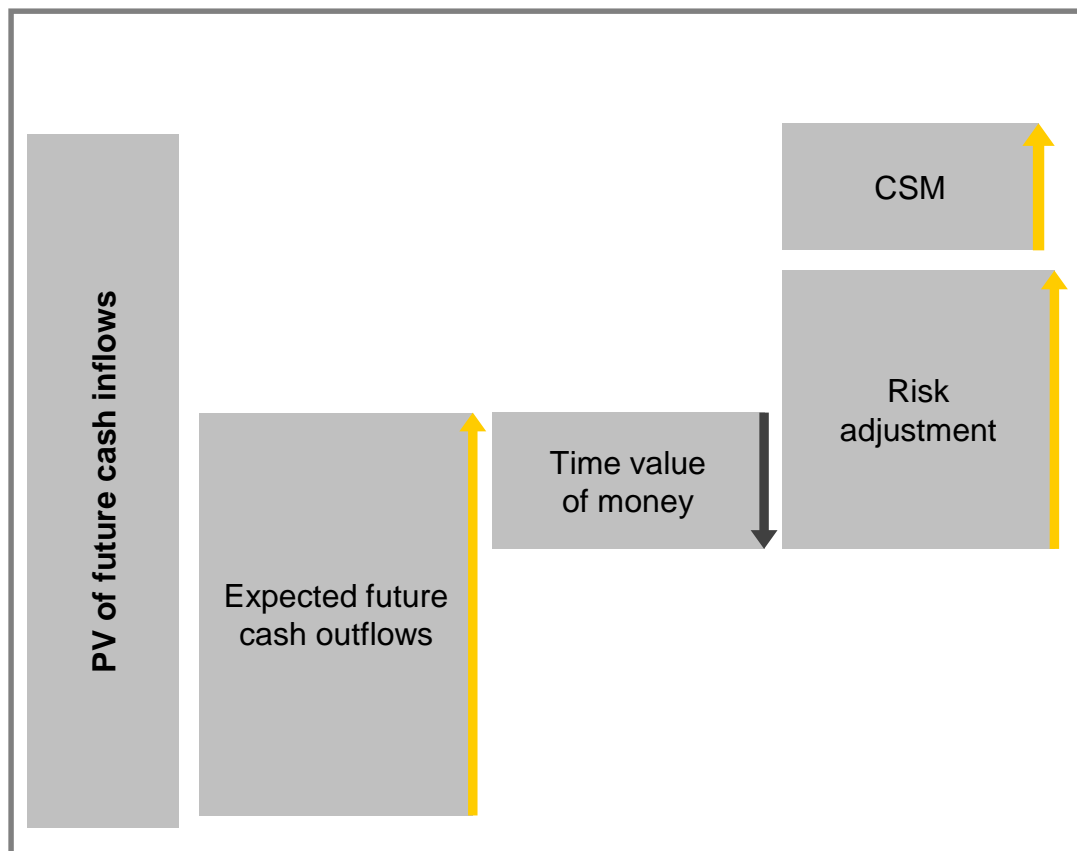 PV of future cash inflows
Expected future
cash outflows
Time value
of money
CSM
Risk
adjustment